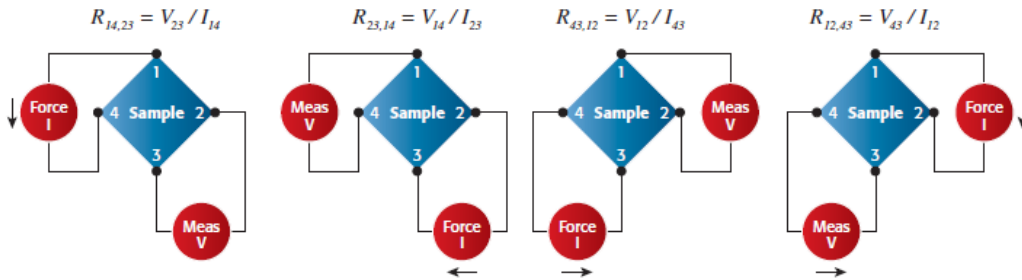 R14,23 = V23 / I14
R23,14 = V14 / I23
R43,12 = V12 / I43
R12,43 = V43 / I12
1
4 Sample 2
3
Force
I
Meas
V
1
4 Sample 2
3
Meas
V
Force
I
1
4 Sample 2
3
Meas
V
Force
I
1
4 Sample 2
3
Force
I
Meas
V